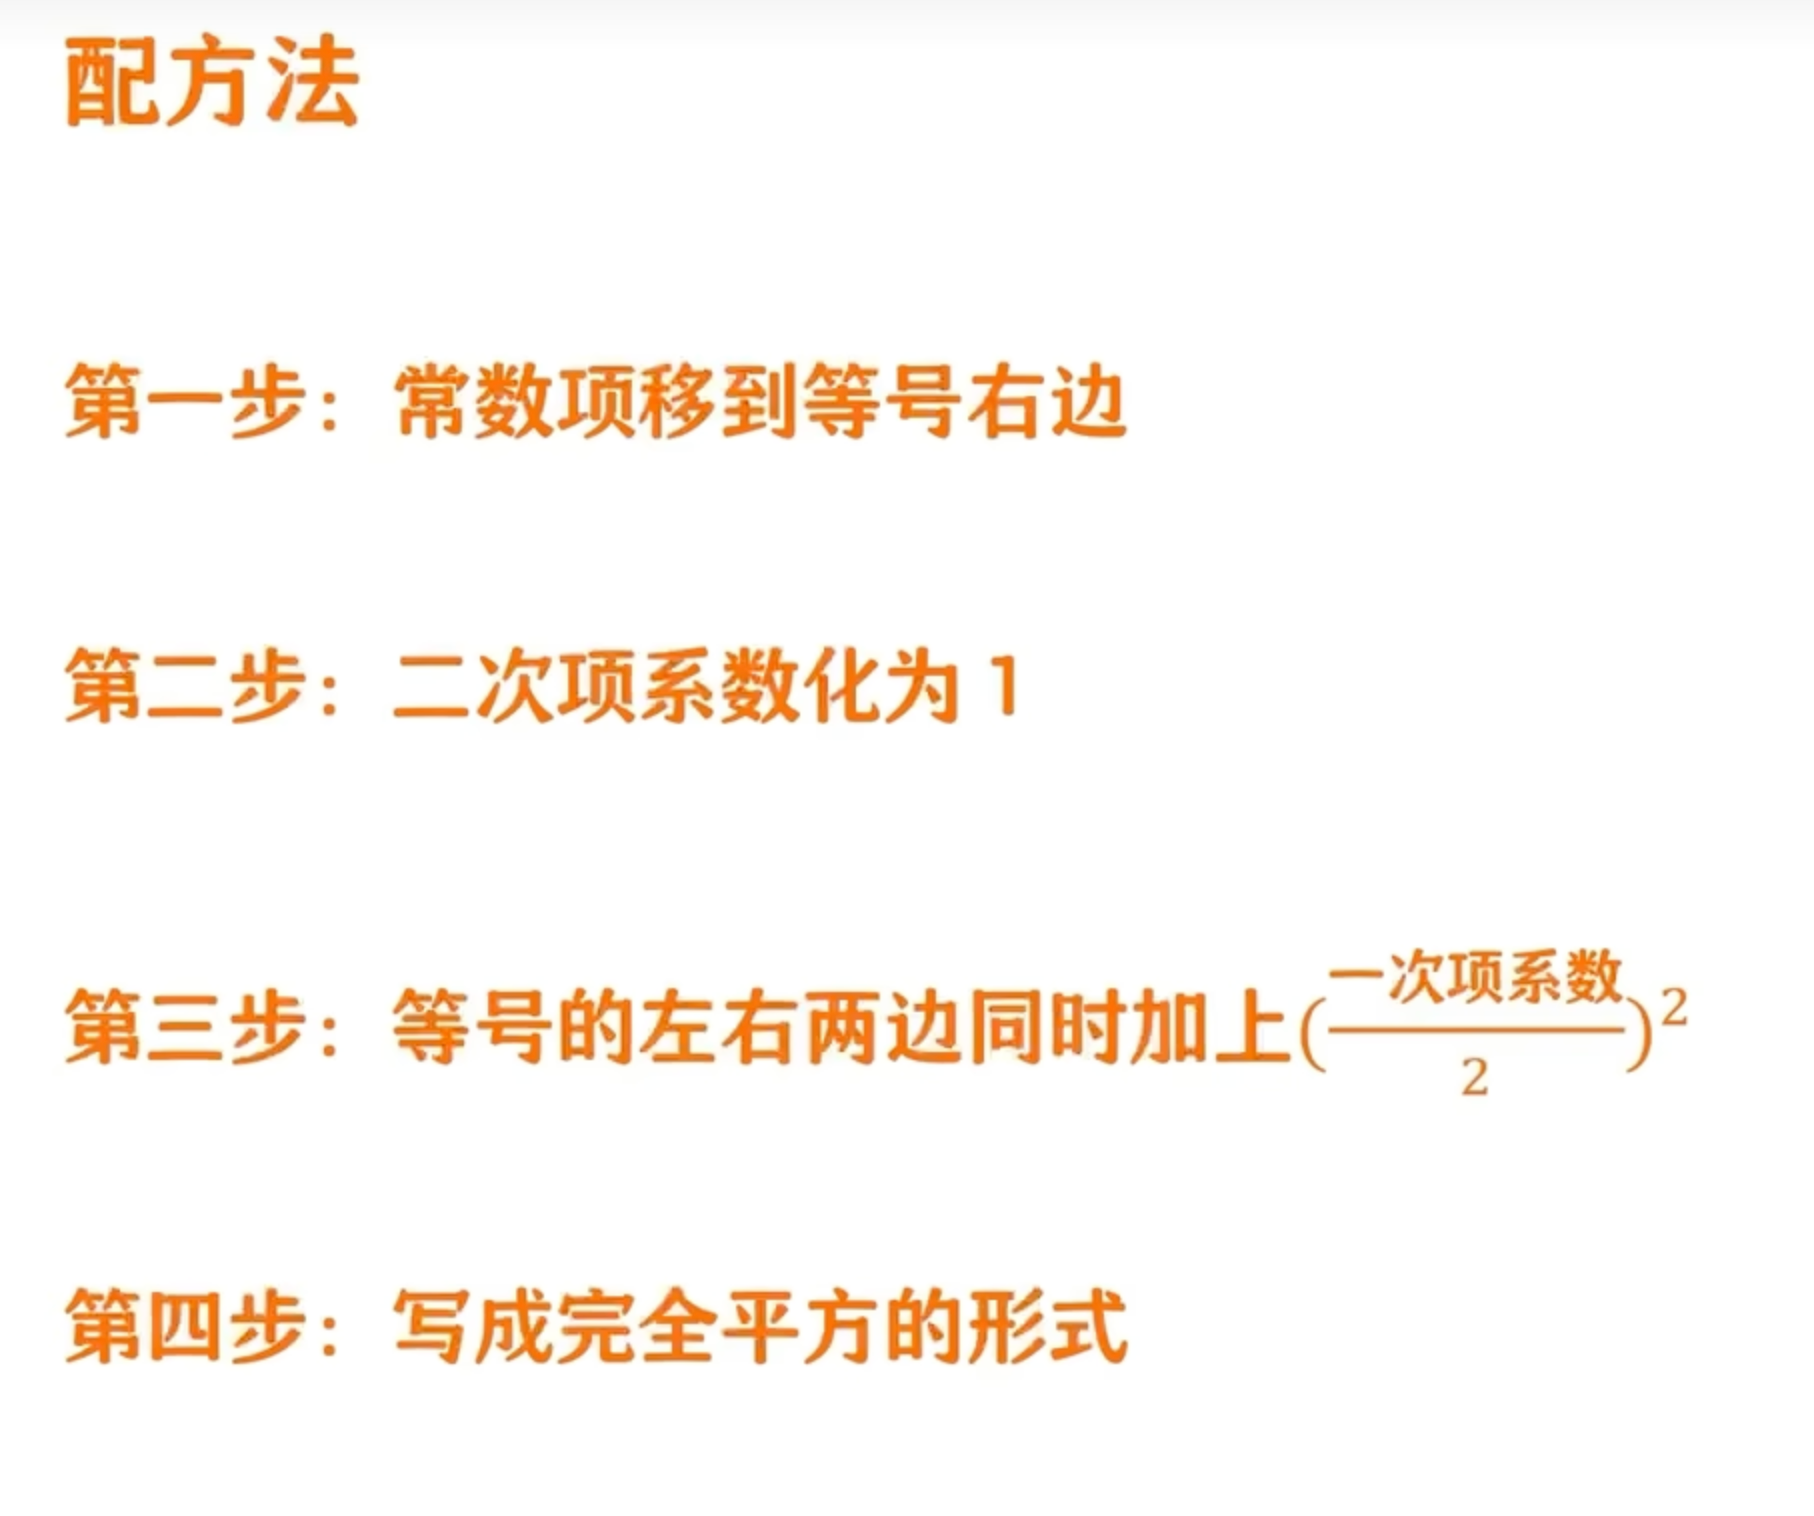 配方法
第一步：常数项移到等号右边
第二步：二次项系数化为 1
第三步：等号的左右两边同时加上(一次项系数/2)²
第四步：写成完全平方的形式